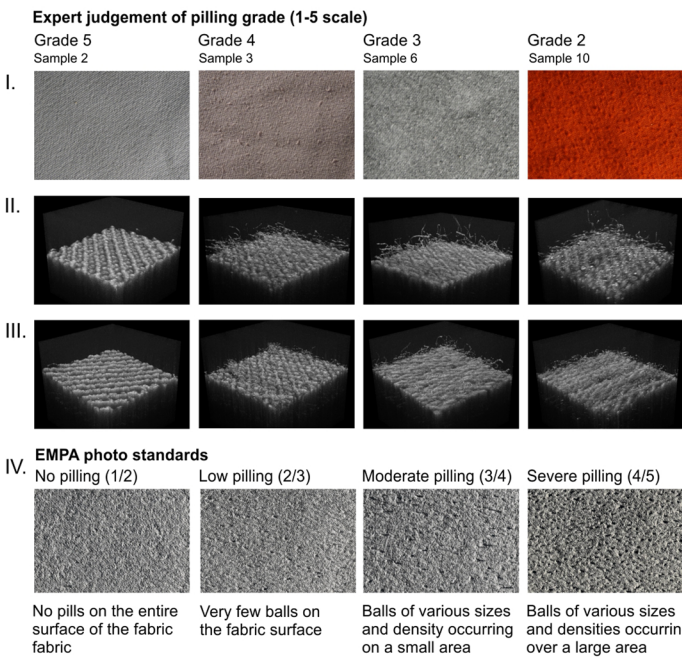 Expert judgement of pilling grade (1-5 scale)
Grade 5
Sample 2
Grade 4
Sample 3
Grade 3
Sample 6
Grade 2
Sample 10
I.
II.
III.
IV.
EMPA photo standards
No pilling (1/2)
Low pilling (2/3)
Moderate pilling (3/4)
Severe pilling (4/5)
No pills on the entire
surface of the fabric
fabric
Very few balls on
the fabric surface
Balls of various sizes
and density occurring
on a small area
Balls of various sizes
and densities occurrin
over a large area